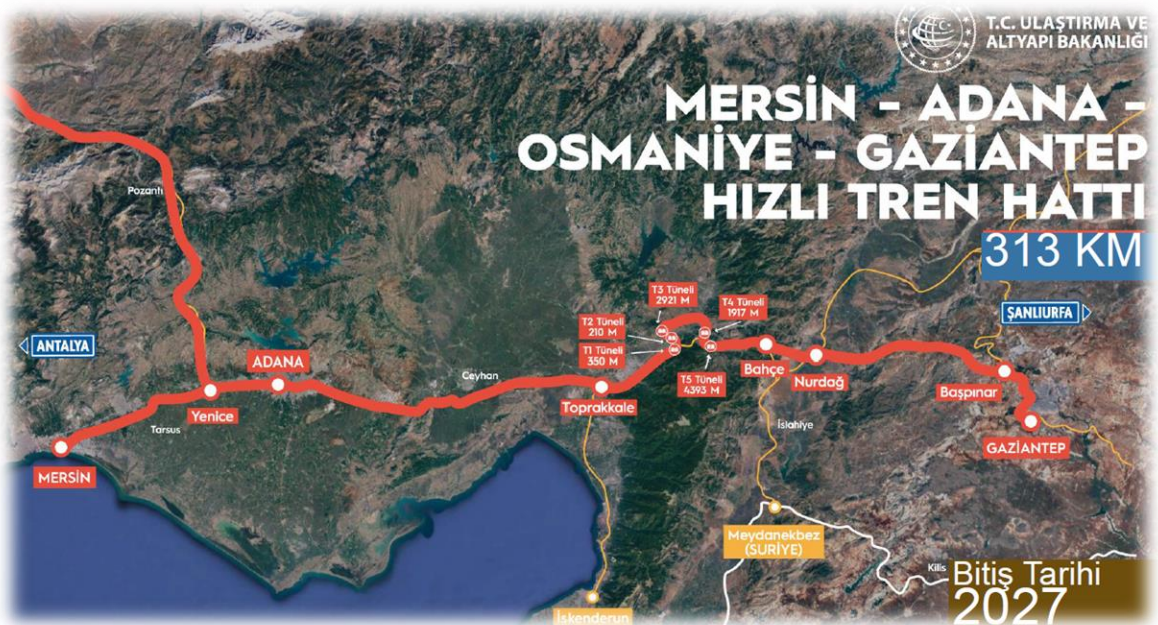 T.C. ULAŞTIRMA VE
ALTYAPI BAKANLIĞI
MERSİN - ADANA -
OSMANİYE - GAZİANTEP
HIZLI TREN HATTI
313 KM
Pozantı
T3 Tüneli
2921 M
T4 Tüneli
1917 M
T2 Tüneli
210 M
T1 Tüneli
350 M
T5 Tüneli
4393 M
ŞANLIURFA
ANTALYA
ADANA
Ceyhan
Bahçe
Nurdağ
Başpınar
Yenice
Toprakkale
Tarsus
İslahiye
GAZİANTEP
MERSİN
Meydanekbez
(SURİYE)
Kilis
Bitiş Tarihi
2027
İskenderun